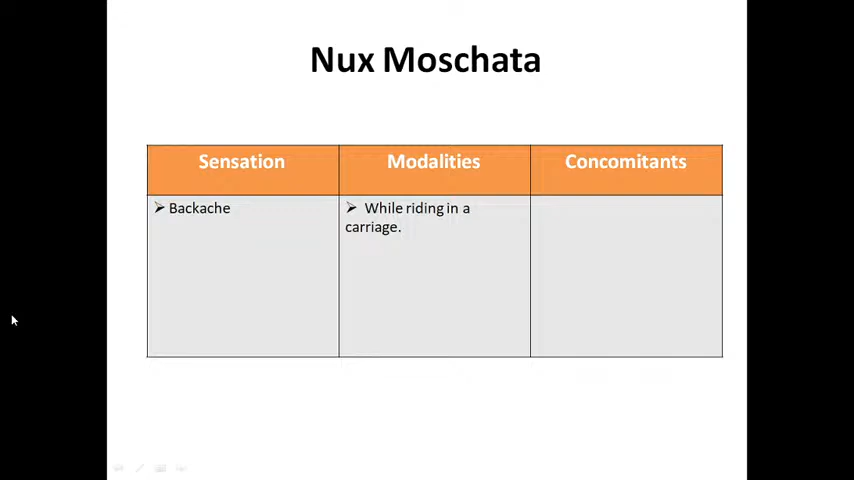 Nux Moschata
Sensation
Modalities
Concomitants
➢ Backache
➢ While riding in a
carriage.